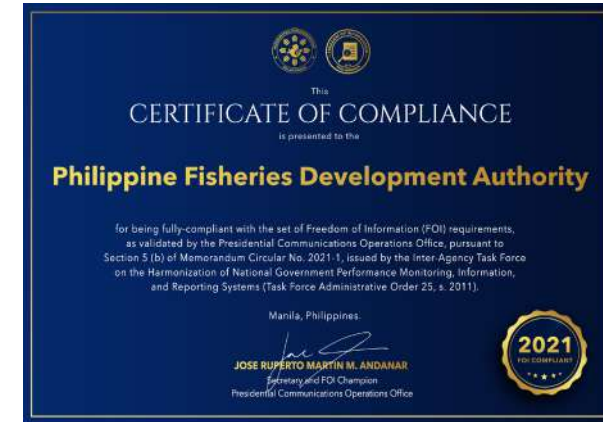 This
CERTIFICATE OF COMPLIANCE
is presented to the
Philippine Fisheries Development Authority
for being fully-compliant with the set of Freedom of Information (FOI) requirements,
as validated by the Presidential Communications Operations Office, pursuant to
Section 5 (b) of Memorandum Circular No. 2021-1, issued by the Inter-Agency Task Force
on the Harmonization of National Government Performance Monitoring, Information,
and Reporting Systems (Task Force Administrative Order 25, s. 2011).
Manila, Philippines.
JOSE RUPERTO MARTIN M. ANDANAR
Secretary and FOI Champion
Presidential Communications Operations Office
2021
FOI COMPLIANT